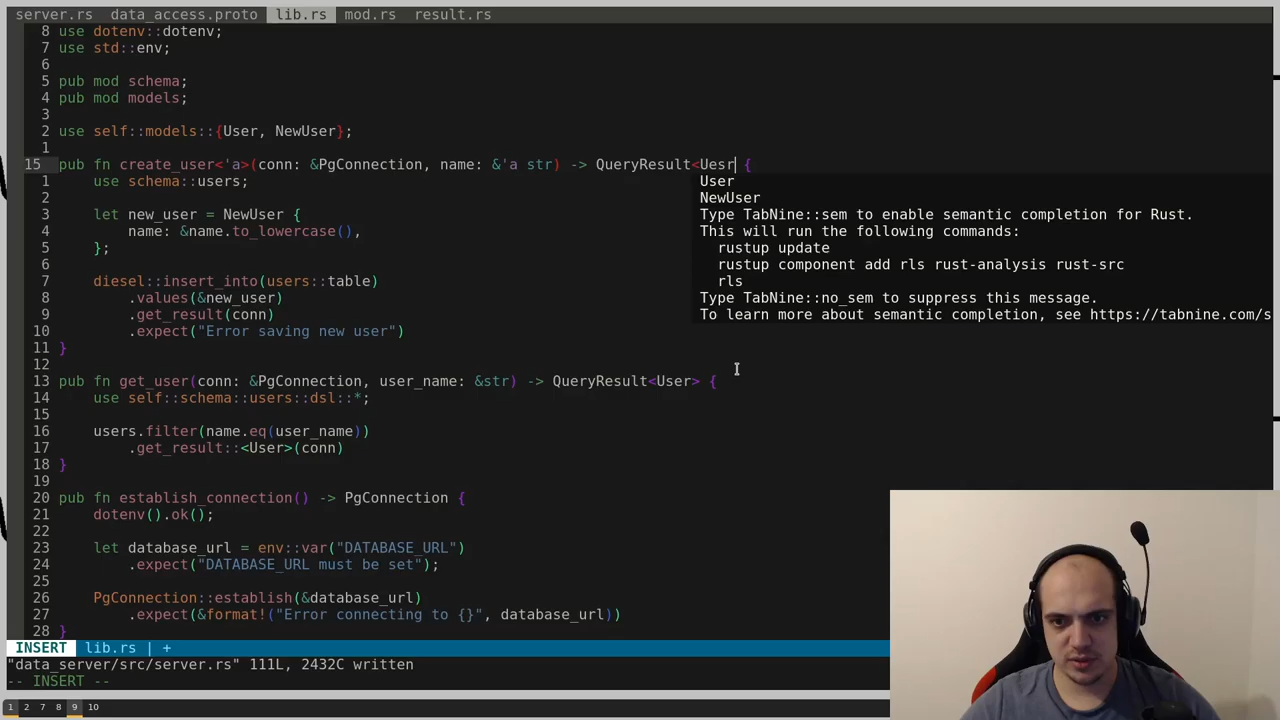 server.rs data_access.proto lib.rs mod.rs result.rs
8 use dotenv::dotenv;
7 use std::env;
6
5 pub mod schema;
4 pub mod models;
3
2 use self::models::{User, NewUser};
1
15 pub fn create_user<'a>(conn: &PgConnection, name: &'a str) -> QueryResult<Uesr {
1 use schema::users;
User
2
NewUser
3 let new_user = NewUser {
Type TabNine::sem to enable semantic completion for Rust.
4 name: &name.to_lowercase(),
This will run the following commands:
5 };
rustup update
6
rustup component add rls rust-analysis rust-src
7 diesel::insert_into(users::table)
rls
8 .values(&new_user)
Type TabNine::no_sem to suppress this message.
9 .get_result(conn)
To learn more about semantic completion, see https://tabnine.com/s
10 .expect("Error saving new user")
11 }
12
13 pub fn get_user(conn: &PgConnection, user_name: &str) -> QueryResult<User> {
14 use self::schema::users::dsl::*;
15
16 users.filter(name.eq(user_name))
17 .get_result::<User>(conn)
18 }
19
20 pub fn establish_connection() -> PgConnection {
21 dotenv().ok();
22
23 let database_url = env::var("DATABASE_URL")
24 .expect("DATABASE_URL must be set");
25
26 PgConnection::establish(&database_url)
27 .expect(&format!("Error connecting to {}", database_url))
28 }
INSERT lib.rs | +
"data_server/src/server.rs" 111L, 2432C written
-- INSERT --
1 2 7 8 9 10